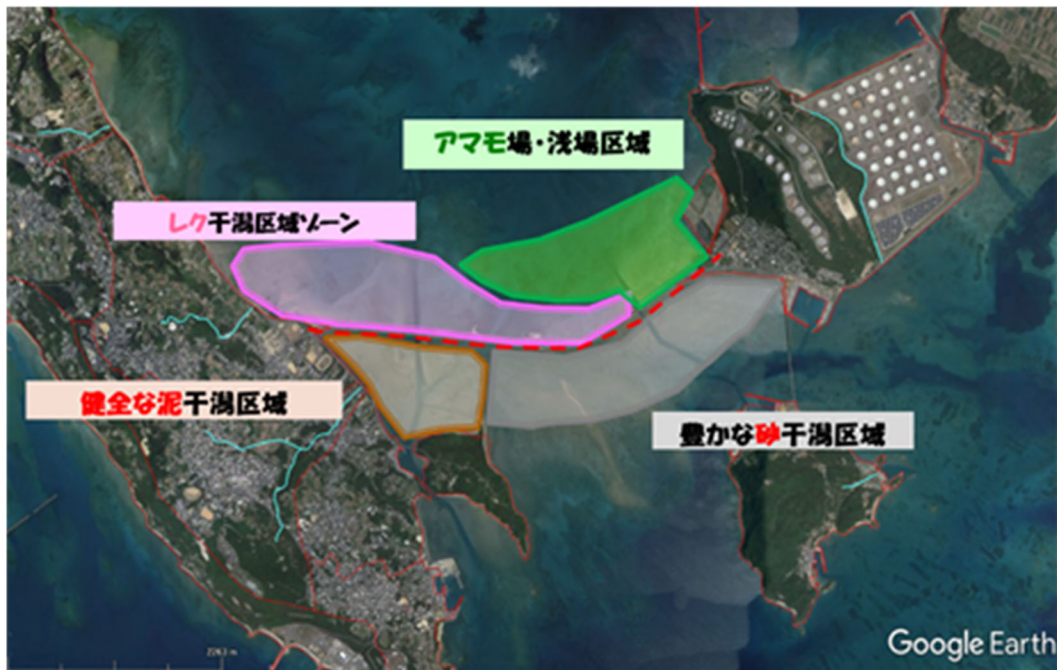 アマモ場・浅場区域
レク干潟区域ゾーン
健全な泥干潟区域
豊かな砂干潟区域
2263 m
Google Earth